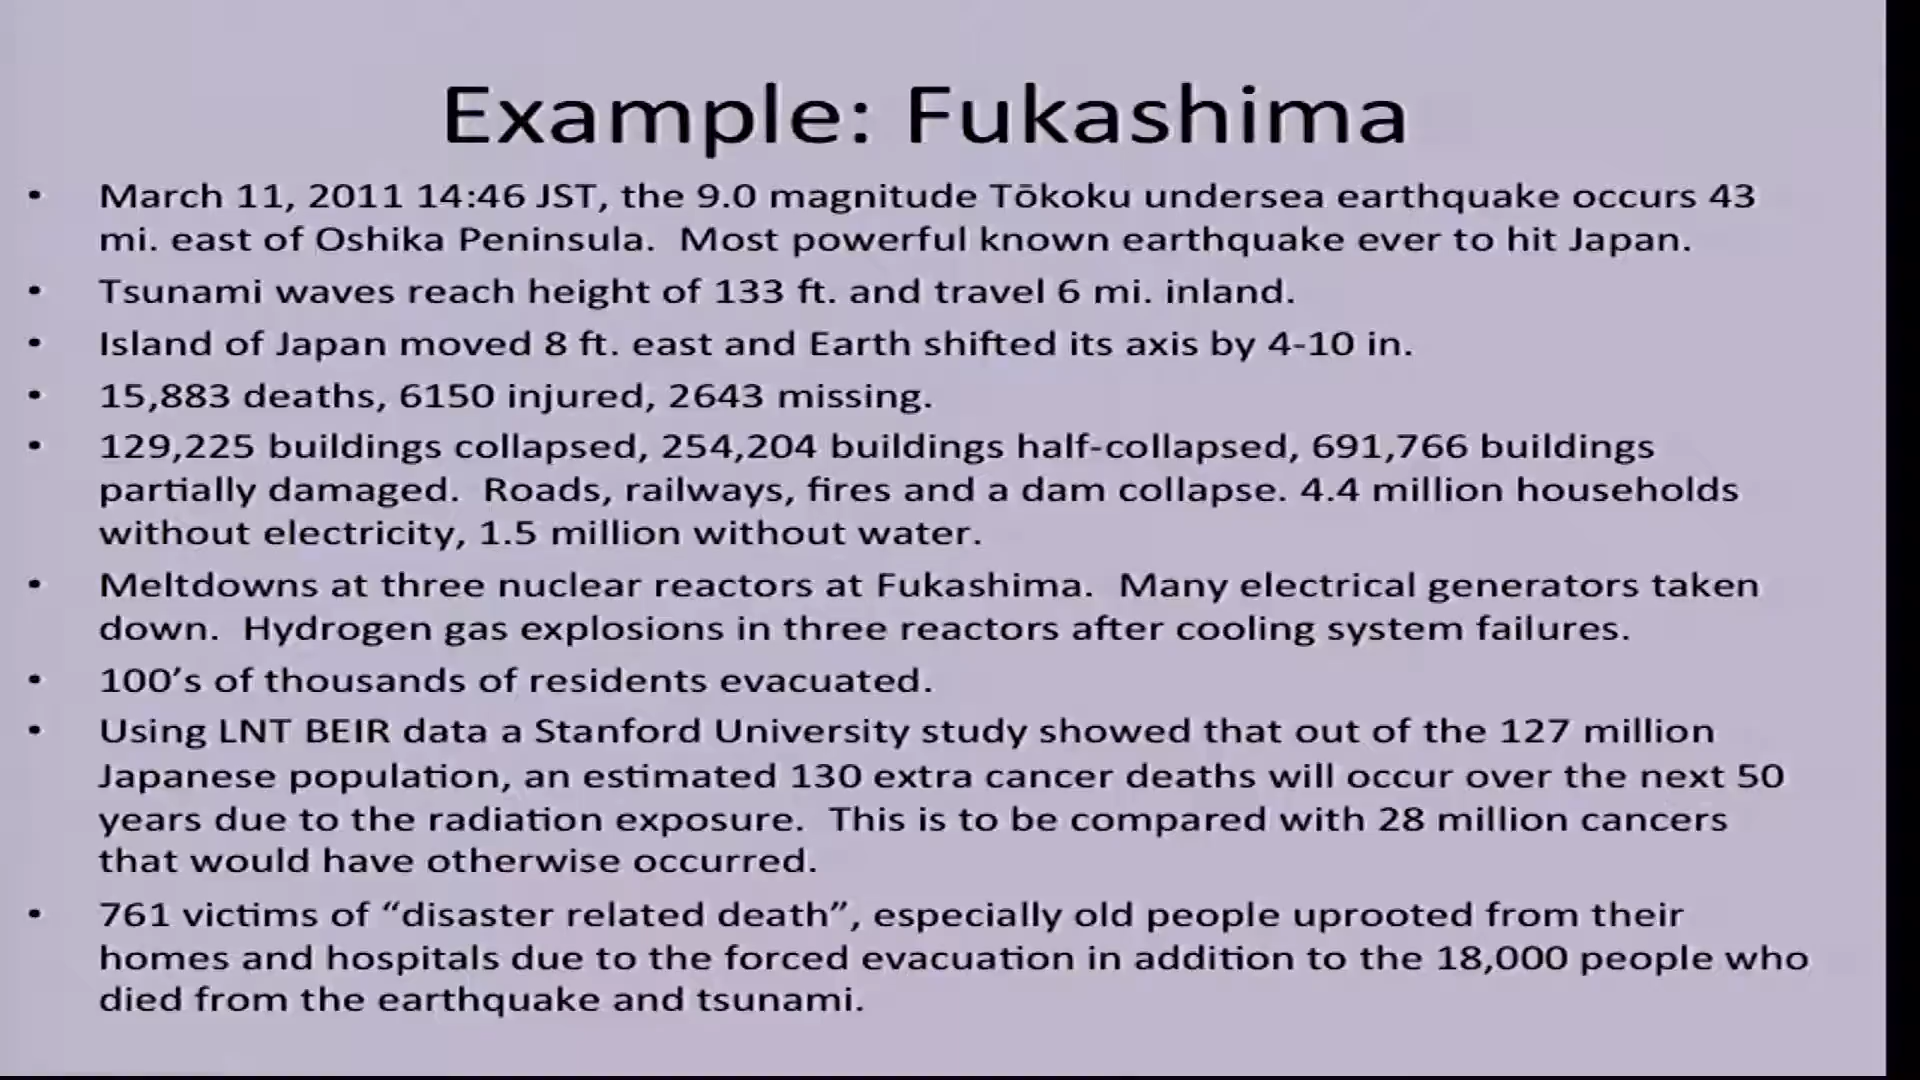 Example: Fukashima
• March 11, 2011 14:46 JST, the 9.0 magnitude Tōkoku undersea earthquake occurs 43
mi. east of Oshika Peninsula. Most powerful known earthquake ever to hit Japan.
• Tsunami waves reach height of 133 ft. and travel 6 mi. inland.
• Island of Japan moved 8 ft. east and Earth shifted its axis by 4-10 in.
• 15,883 deaths, 6150 injured, 2643 missing.
• 129,225 buildings collapsed, 254,204 buildings half-collapsed, 691,766 buildings
partially damaged. Roads, railways, fires and a dam collapse. 4.4 million households
without electricity, 1.5 million without water.
• Meltdowns at three nuclear reactors at Fukashima. Many electrical generators taken
down. Hydrogen gas explosions in three reactors after cooling system failures.
• 100’s of thousands of residents evacuated.
• Using LNT BEIR data a Stanford University study showed that out of the 127 million
Japanese population, an estimated 130 extra cancer deaths will occur over the next 50
years due to the radiation exposure. This is to be compared with 28 million cancers
that would have otherwise occurred.
• 761 victims of “disaster related death”, especially old people uprooted from their
homes and hospitals due to the forced evacuation in addition to the 18,000 people who
died from the earthquake and tsunami.